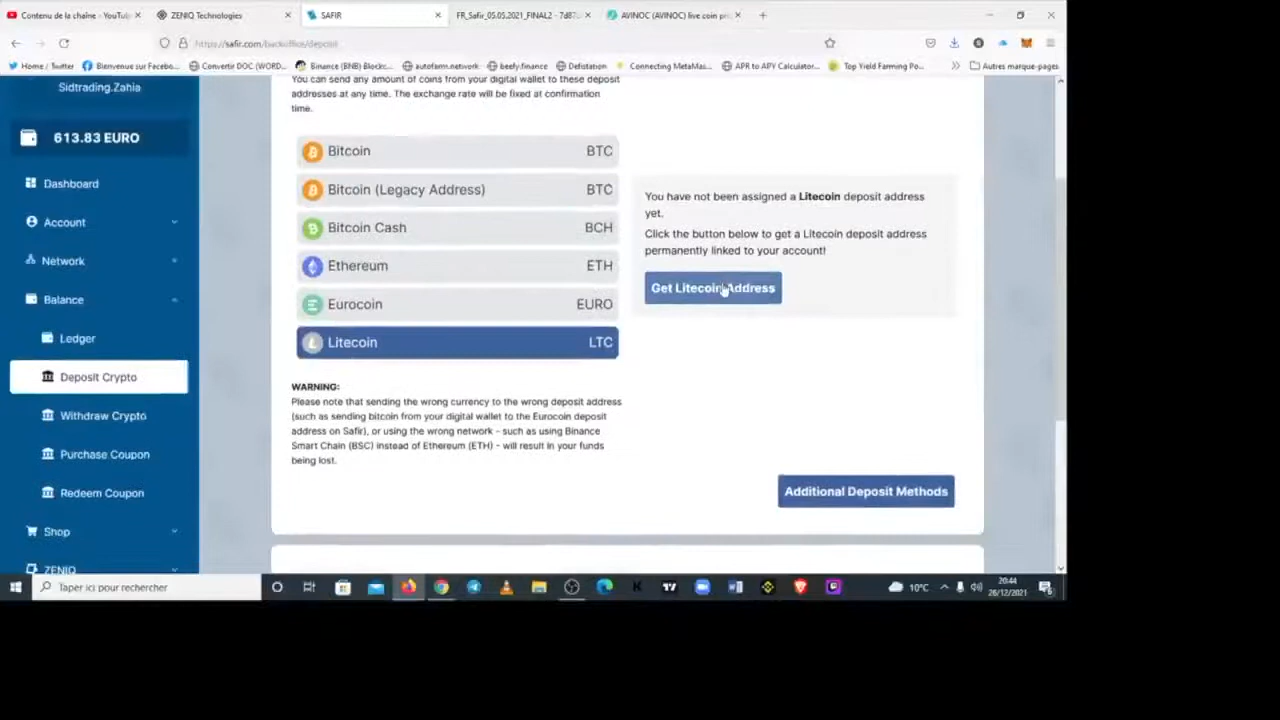 Contenu de la chaîne - YouTub
ZENIQ Technologies
SAFIR
FR_Safir_05.05.2021_FINAL2 - 7d87
AVINOC (AVINOC) live coin pri
https://safir.com/backoffice/deposit
Home / Twitter
Bienvenue sur Facebo...
Convertir DOC (WORD...
Binance (BNB) Blockc...
autofarm.network
beefy.finance
Defistation
Connecting MetaMas...
APR to APY Calculator...
Top Yield Farming Po...
Autres marque-pages
Sidtrading.Zahia
613.83 EURO
Dashboard
Account
Network
Balance
Ledger
Deposit Crypto
Withdraw Crypto
Purchase Coupon
Redeem Coupon
Shop
ZENIQ
You can send any amount of coins from your digital wallet to these deposit
addresses at any time. The exchange rate will be fixed at confirmation
time.
Bitcoin BTC
Bitcoin (Legacy Address) BTC
Bitcoin Cash BCH
Ethereum ETH
Eurocoin EURO
Litecoin LTC
You have not been assigned a Litecoin deposit address
yet.
Click the button below to get a Litecoin deposit address
permanently linked to your account!
Get Litecoin Address
WARNING:
Please note that sending the wrong currency to the wrong deposit address
(such as sending bitcoin from your digital wallet to the Eurocoin deposit
address on Safir), or using the wrong network - such as using Binance
Smart Chain (BSC) instead of Ethereum (ETH) - will result in your funds
being lost.
Additional Deposit Methods
Taper ici pour rechercher
10°C
20:44
26/12/2021